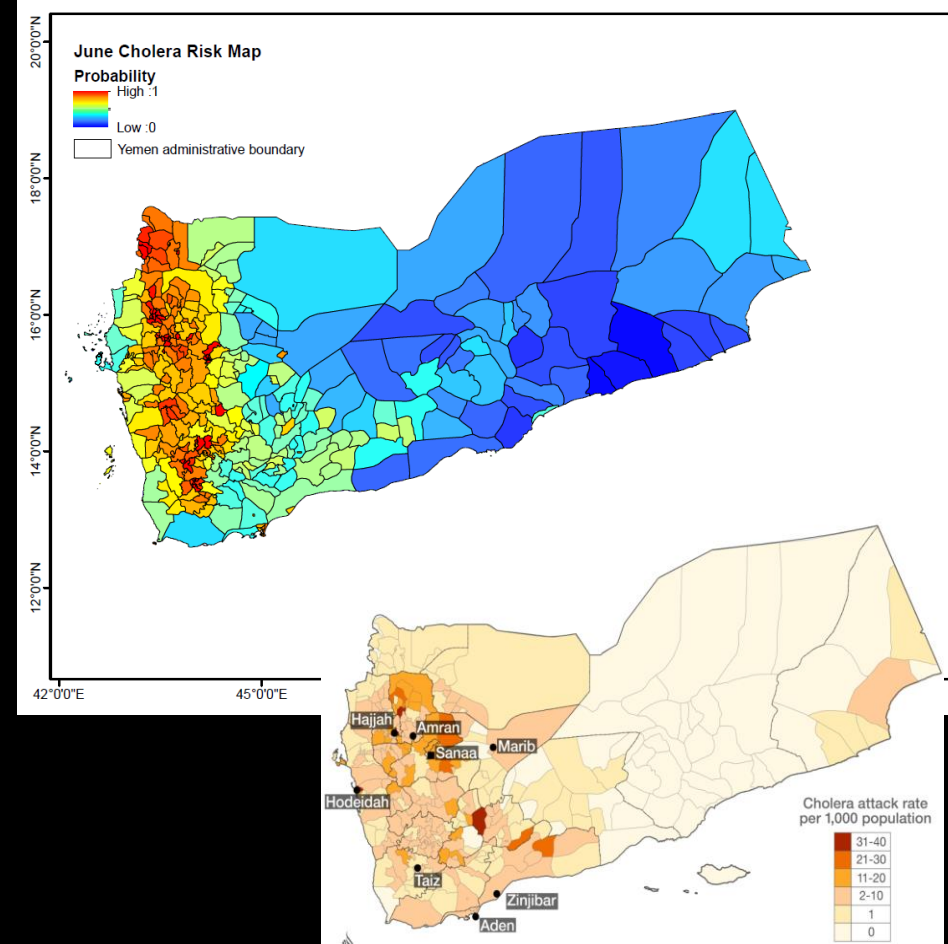 June Cholera Risk Map
Probability
High :1
Low :0
Yemen administrative boundary
20°0'0"N
18°0'0"N
16°0'0"N
14°0'0"N
12°0'0"N
42°0'0"E
45°0'0"E
Hajjah
Amran
Sanaa
Marib
Hodeidah
Taiz
Zinjibar
Aden
Cholera attack rate
per 1,000 population
31-40
21-30
11-20
2-10
1
0